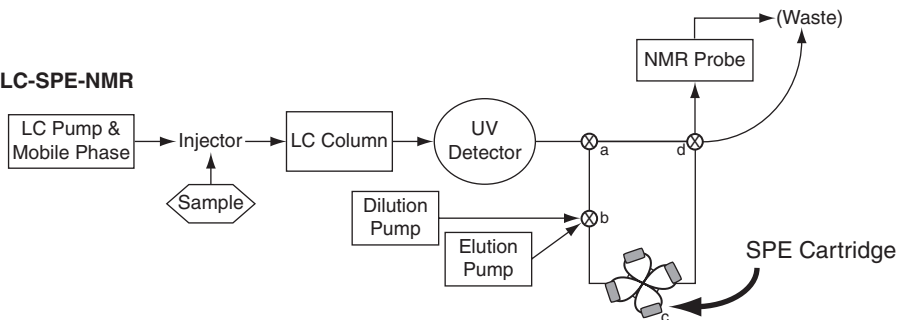 (Waste)
NMR Probe
LC-SPE-NMR
LC Pump &
Mobile Phase
Injector
LC Column
UV
Detector
a
d
Sample
Dilution
Pump
b
Elution
Pump
SPE Cartridge
c